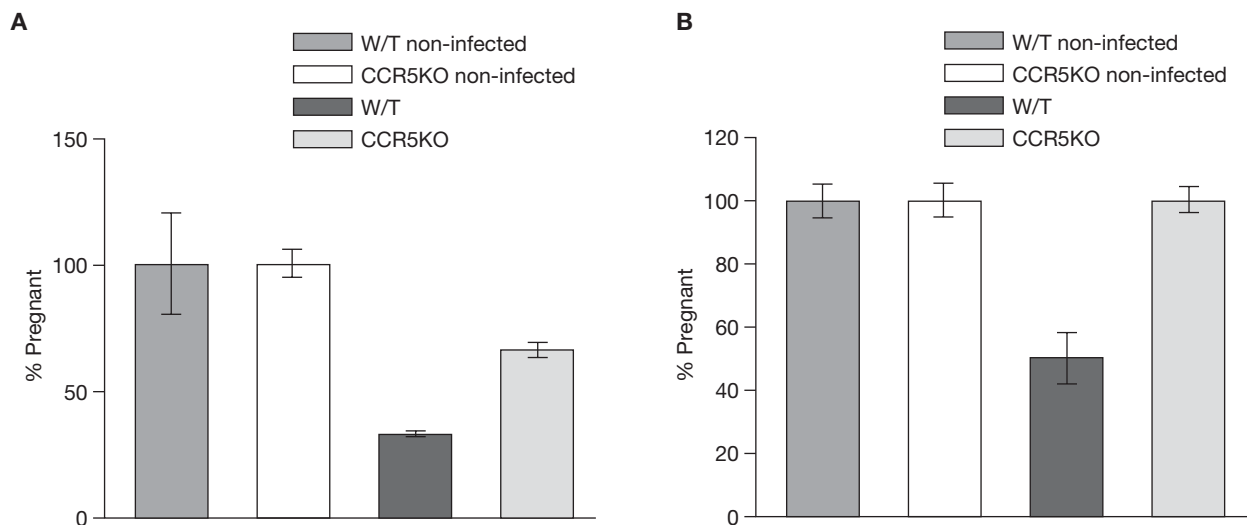 A
W/T non-infected
CCR5KO non-infected
W/T
CCR5KO
150
100
50
0
% Pregnant
B
W/T non-infected
CCR5KO non-infected
W/T
CCR5KO
120
100
80
60
40
20
0
% Pregnant